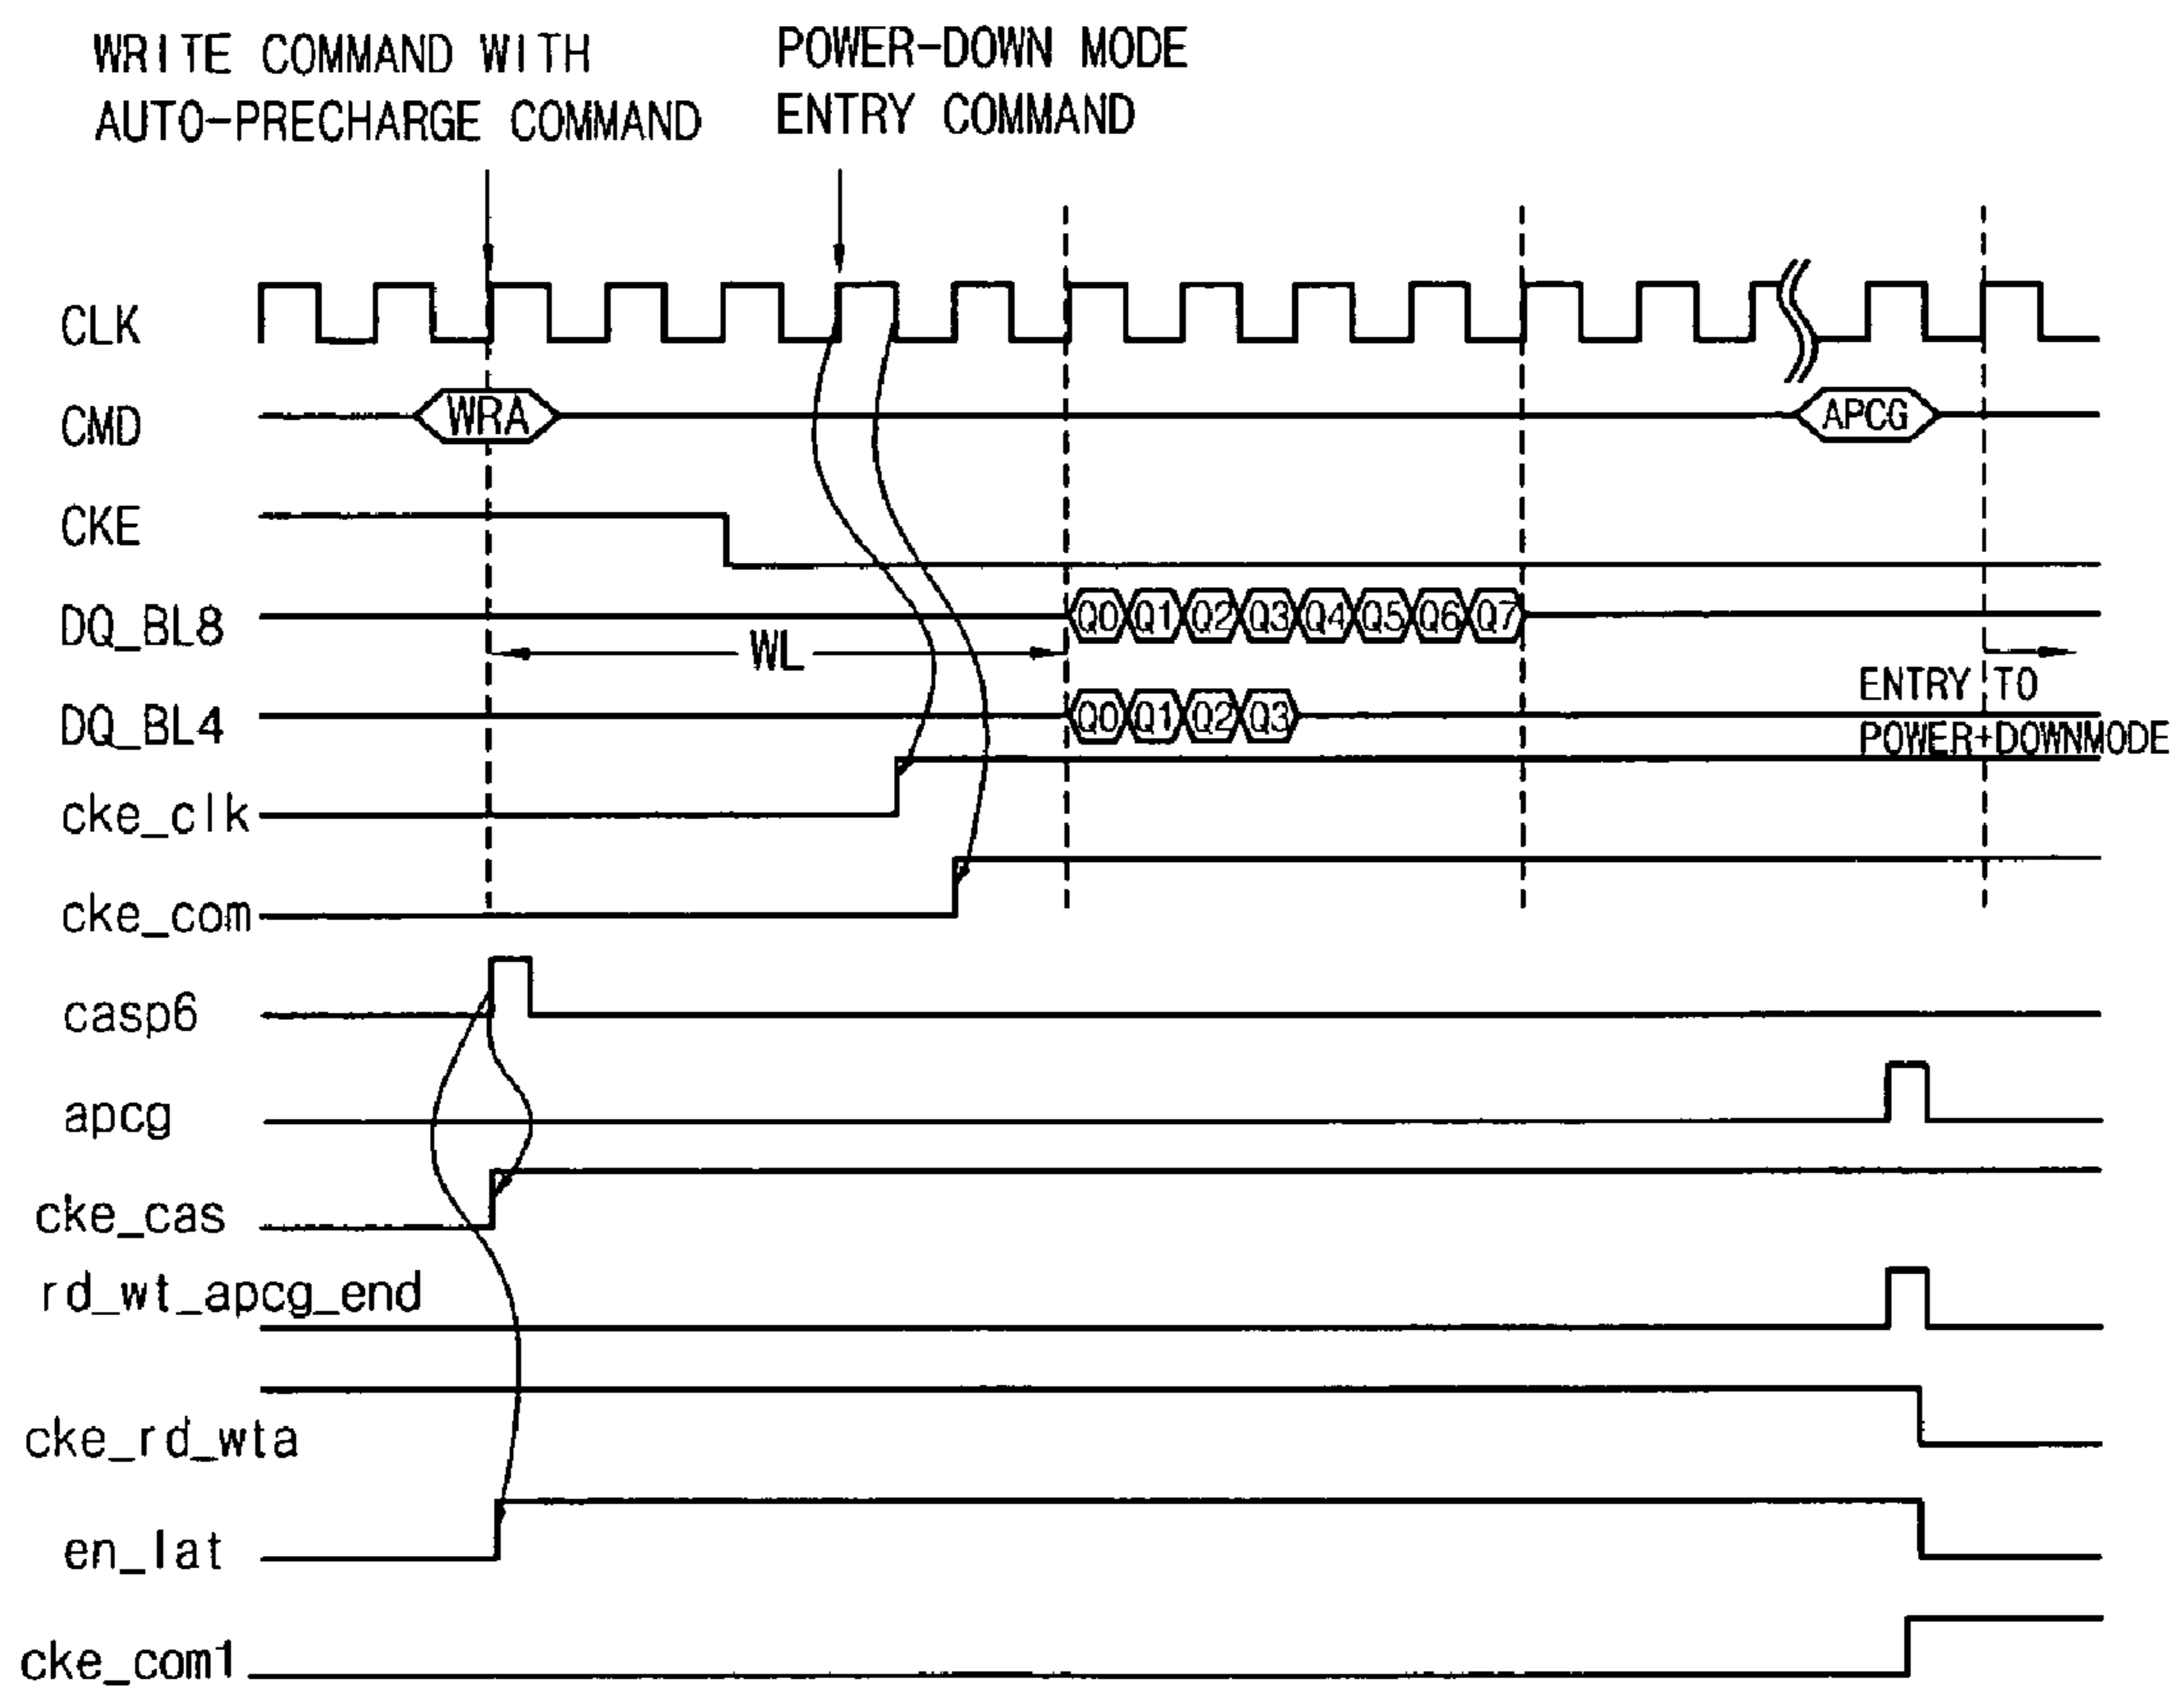 WRITE COMMAND WITH
AUTO-PRECHARGE COMMAND
POWER-DOWN MODE
ENTRY COMMAND
CLK
CMD
WRA
APCG
CKE
DQ_BL8
Q0 Q1 Q2 Q3 Q4 Q5 Q6 Q7
WL
ENTRY TO
POWER-DOWNMODE
DQ_BL4
Q0 Q1 Q2 Q3
cke_clk
cke_com
casp6
apcg
cke_cas
rd_wt_apcg_end
cke_rd_wta
en_lat
cke_com1